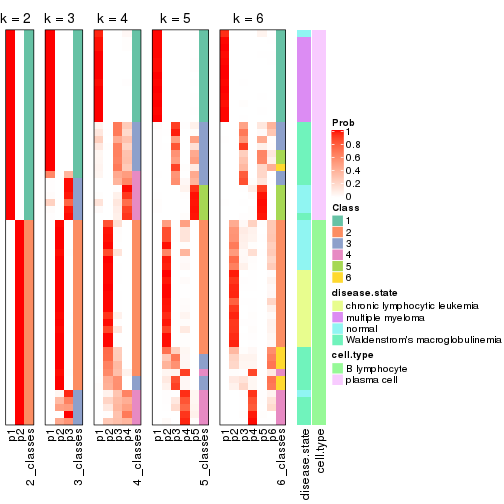 k = 2 k = 3 k = 4 k = 5 k = 6
Prob
1
0.8
0.6
0.4
0.2
0
Class
1
2
3
4
5
6
disease.state
chronic lymphocytic leukemia
multiple myeloma
normal
Waldenstrom's macroglobulinemia
cell.type
B lymphocyte
plasma cell
p1 p2 2_classes p1 p2 p3 3_classes p1 p2 p3 p4 4_classes p1 p2 p3 p4 p5 5_classes p1 p2 p3 p4 p5 p6 6_classes disease.state cell.type